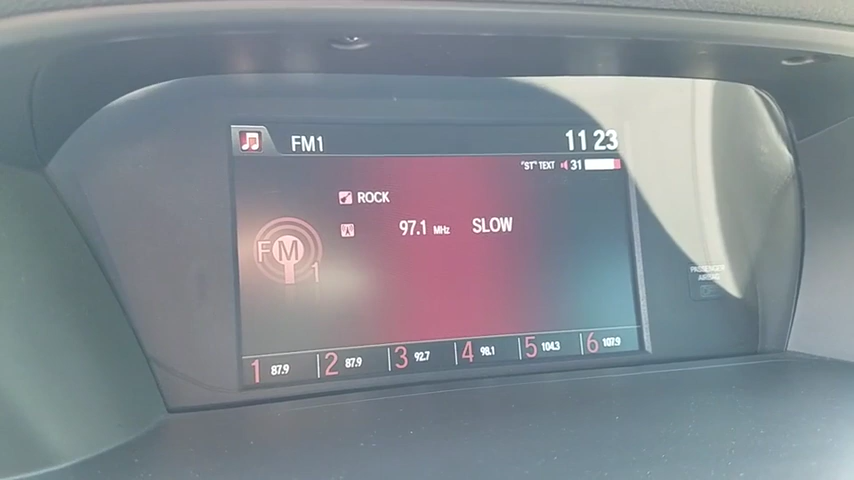 FM1 11 23
"ST" TEXT 31
ROCK
FM1 97.1 MHz SLOW
PASSENGER
AIRBAG
1 87.9 2 87.9 3 92.7 4 98.1 5 104.3 6 107.9